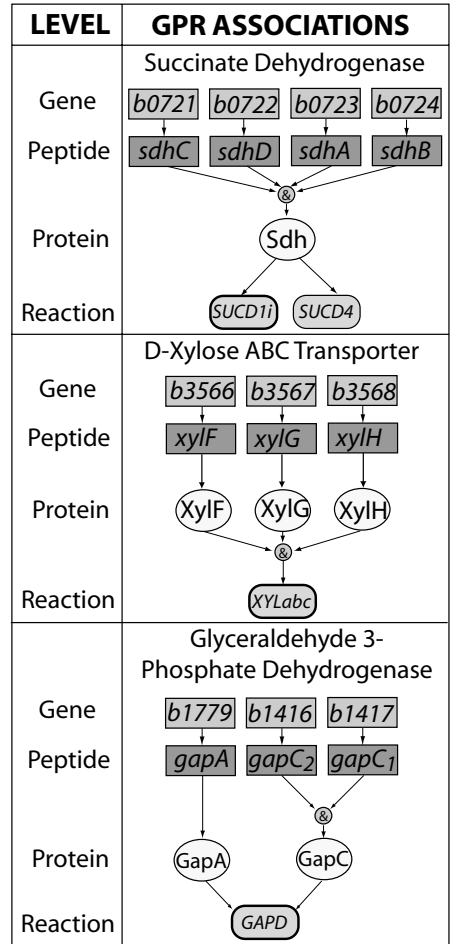 LEVEL GPR ASSOCIATIONS
Succinate Dehydrogenase
Gene b0721 b0722 b0723 b0724
Peptide sdhC sdhD sdhA sdhB
&
Protein Sdh
Reaction SUCD1i SUCD4
D-Xylose ABC Transporter
Gene b3566 b3567 b3568
Peptide xylF xylG xylH
Protein XylF XylG XylH
&
Reaction XYLabc
Glyceraldehyde 3-
Phosphate Dehydrogenase
Gene b1779 b1416 b1417
Peptide gapA gapC2 gapC1
&
Protein GapA GapC
Reaction GAPD